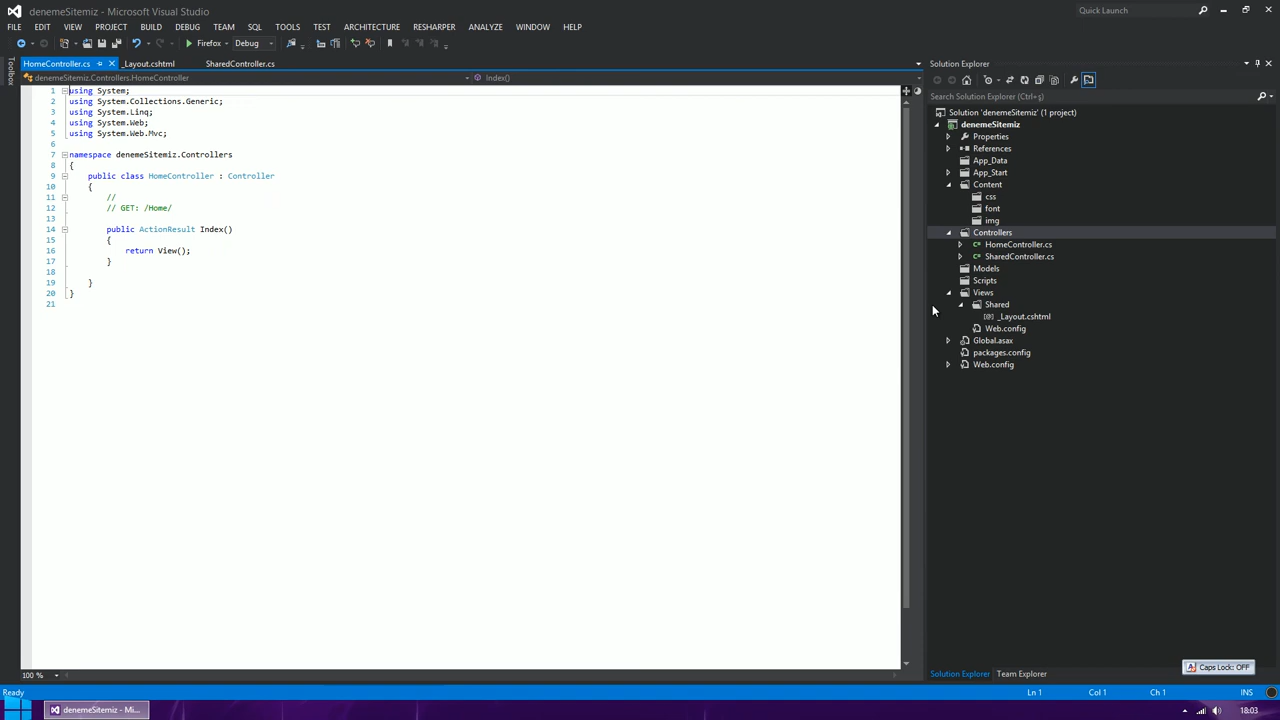 denemeSitemiz - Microsoft Visual Studio
Quick Launch
FILE EDIT VIEW PROJECT BUILD DEBUG TEAM SQL TOOLS TEST ARCHITECTURE RESHARPER ANALYZE WINDOW HELP
Firefox Debug
Toolbox
HomeController.cs _Layout.cshtml SharedController.cs
denemeSitemiz.Controllers.HomeController Index()
1 using System;
2 using System.Collections.Generic;
3 using System.Linq;
4 using System.Web;
5 using System.Web.Mvc;
6
7 namespace denemeSitemiz.Controllers
8 {
9 public class HomeController : Controller
10 {
11 //
12 // GET: /Home/
13
14 public ActionResult Index()
15 {
16 return View();
17 }
18
19 }
20 }
21
100 %
Solution Explorer
Search Solution Explorer (Ctrl+ş)
Solution 'denemeSitemiz' (1 project)
denemeSitemiz
Properties
References
App_Data
App_Start
Content
css
font
img
Controllers
HomeController.cs
SharedController.cs
Models
Scripts
Views
Shared
_Layout.cshtml
Web.config
Global.asax
packages.config
Web.config
Caps Lock: OFF
Solution Explorer Team Explorer
Ready Ln 1 Col 1 Ch 1 INS
denemeSitemiz - Mi...
18:03